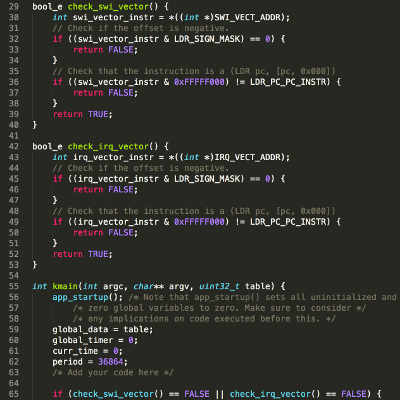 29 bool_e check_swi_vector() {
30 int swi_vector_instr = *((int *)SWI_VECT_ADDR);
31 // Check if the offset is negative.
32 if ((swi_vector_instr & LDR_SIGN_MASK) == 0) {
33 return FALSE;
34 }
35 // Check that the instruction is a (LDR pc, [pc, 0x000])
36 if ((swi_vector_instr & 0xFFFFF000) != LDR_PC_PC_INSTR) {
37 return FALSE;
38 }
39 return TRUE;
40 }
41
42 bool_e check_irq_vector() {
43 int irq_vector_instr = *((int *)IRQ_VECT_ADDR);
44 // Check if the offset is negative.
45 if ((irq_vector_instr & LDR_SIGN_MASK) == 0) {
46 return FALSE;
47 }
48 // Check that the instruction is a (LDR pc, [pc, 0x000])
49 if ((irq_vector_instr & 0xFFFFF000) != LDR_PC_PC_INSTR) {
50 return FALSE;
51 }
52 return TRUE;
53 }
54
55 int kmain(int argc, char** argv, uint32_t table) {
56 app_startup(); /* Note that app_startup() sets all uninitialized and
57 /* zero global variables to zero. Make sure to consider */
58 /* any implications on code executed before this. */
59 global_data = table;
60 global_timer = 0;
61 curr_time = 0;
62 period = 36864;
63 /* Add your code here */
64
65 if (check_swi_vector() == FALSE || check_irq_vector() == FALSE) {